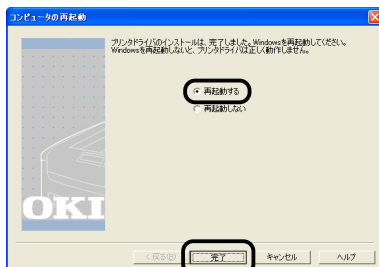 コンピュータの再起動
プリンタドライバのインストールは、完了しました。Windowsを再起動してください。
Windowsを再起動しないと、プリンタドライバは正しく動作しません。
再起動する
再起動しない
OKI
< 戻る(B) 完了 キャンセル ヘルプ